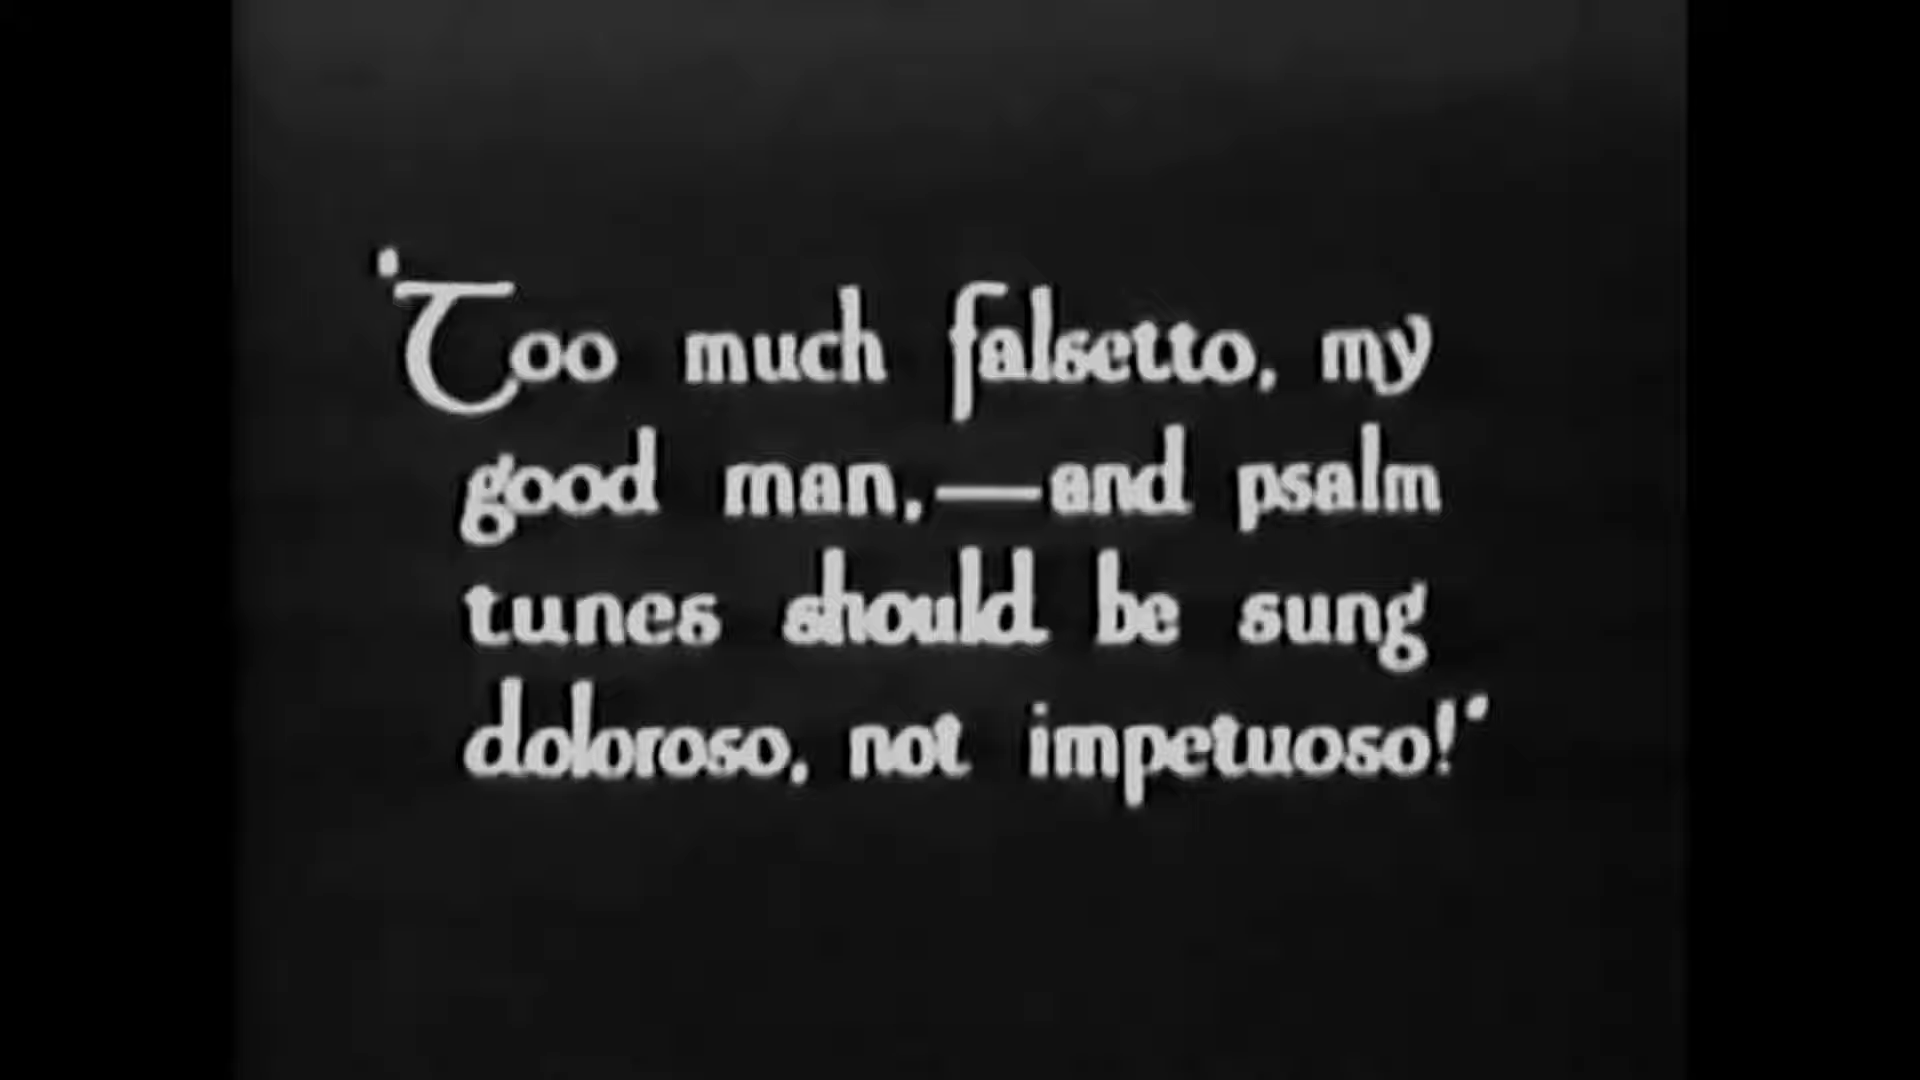 'Too much falsetto, my
good man,—and psalm
tunes should be sung
doloroso, not impetuoso!'